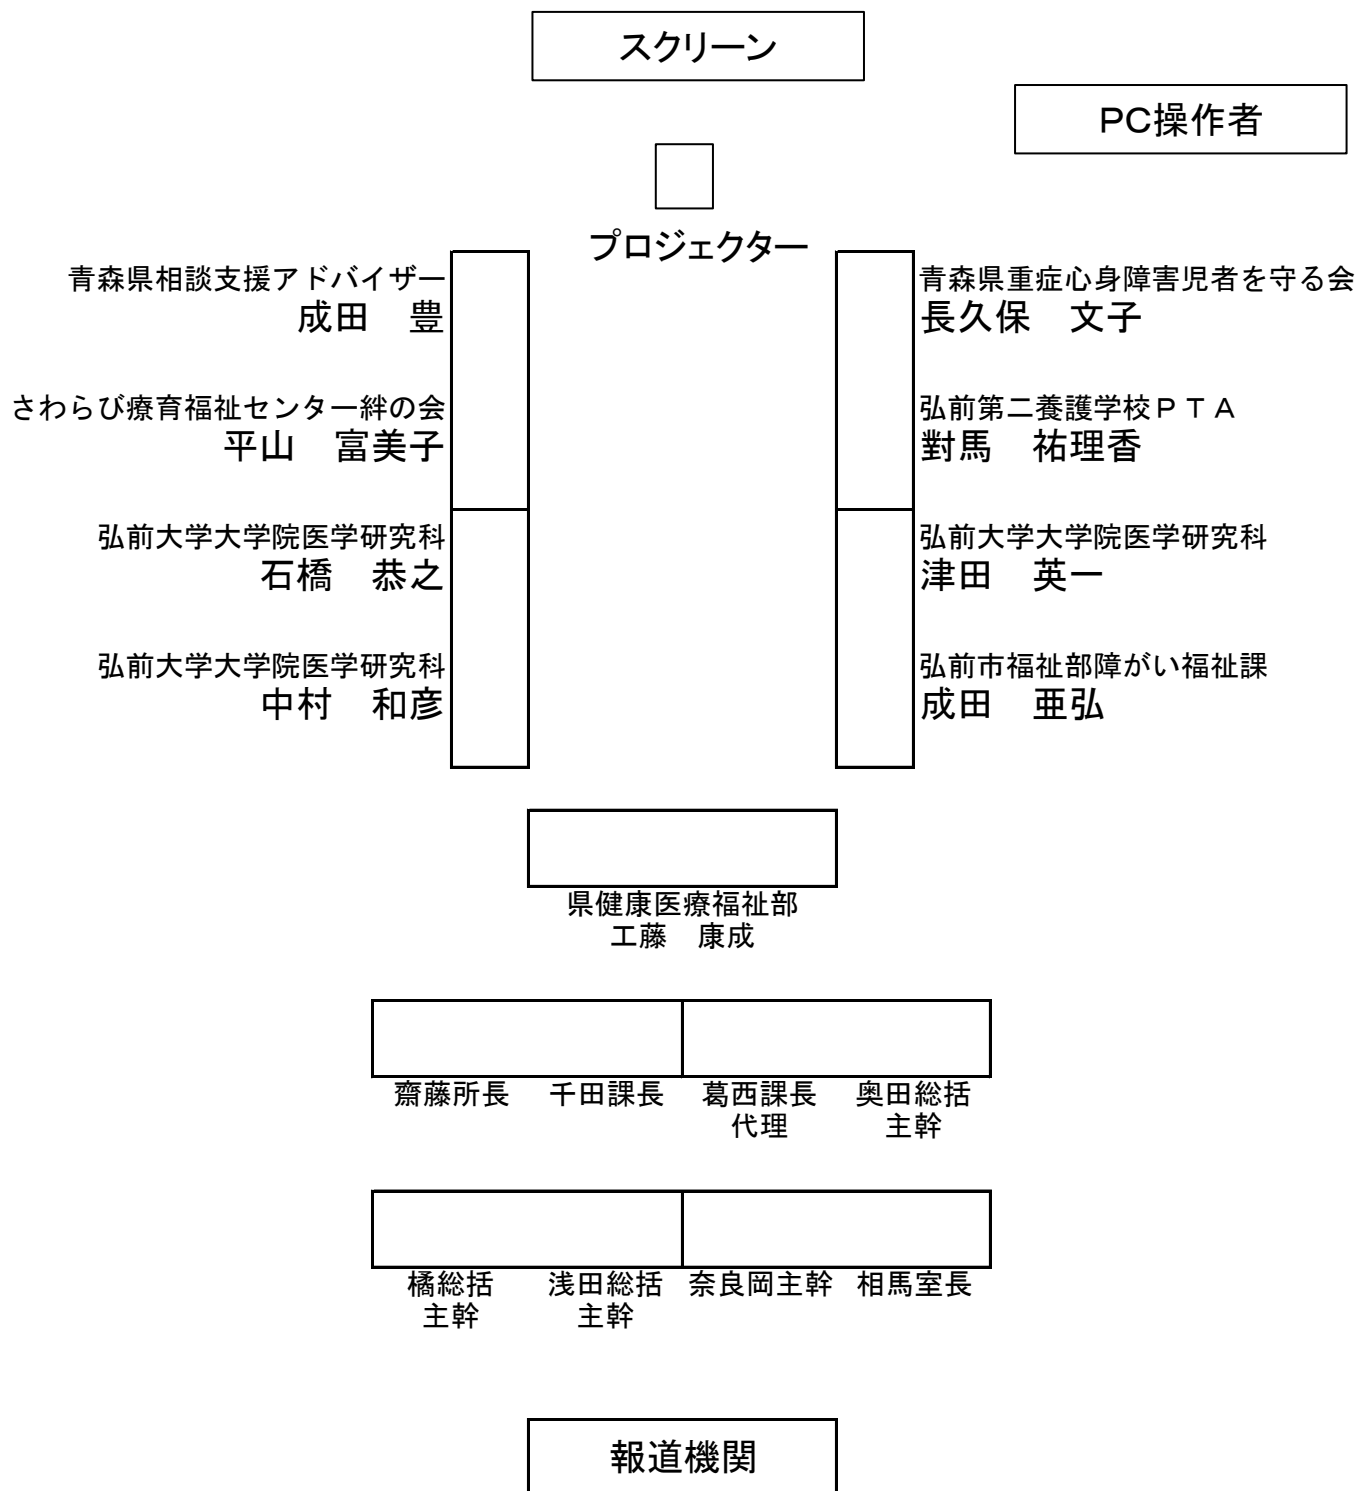 スクリーン
PC操作者
プロジェクター
青森県相談支援アドバイザー
成田　豊
さわらび療育福祉センター絆の会
平山　富美子
弘前大学大学院医学研究科
石橋　恭之
弘前大学大学院医学研究科
中村　和彦
青森県重症心身障害児者を守る会
長久保　文子
弘前第二養護学校ＰＴＡ
對馬　祐理香
弘前大学大学院医学研究科
津田　英一
弘前市福祉部障がい福祉課
成田　亜弘
県健康医療福祉部
工藤　康成
齋藤所長　千田課長　葛西課長　奥田総括
代理　主幹
橘総括　浅田総括　奈良岡主幹　相馬室長
主幹　主幹
報道機関